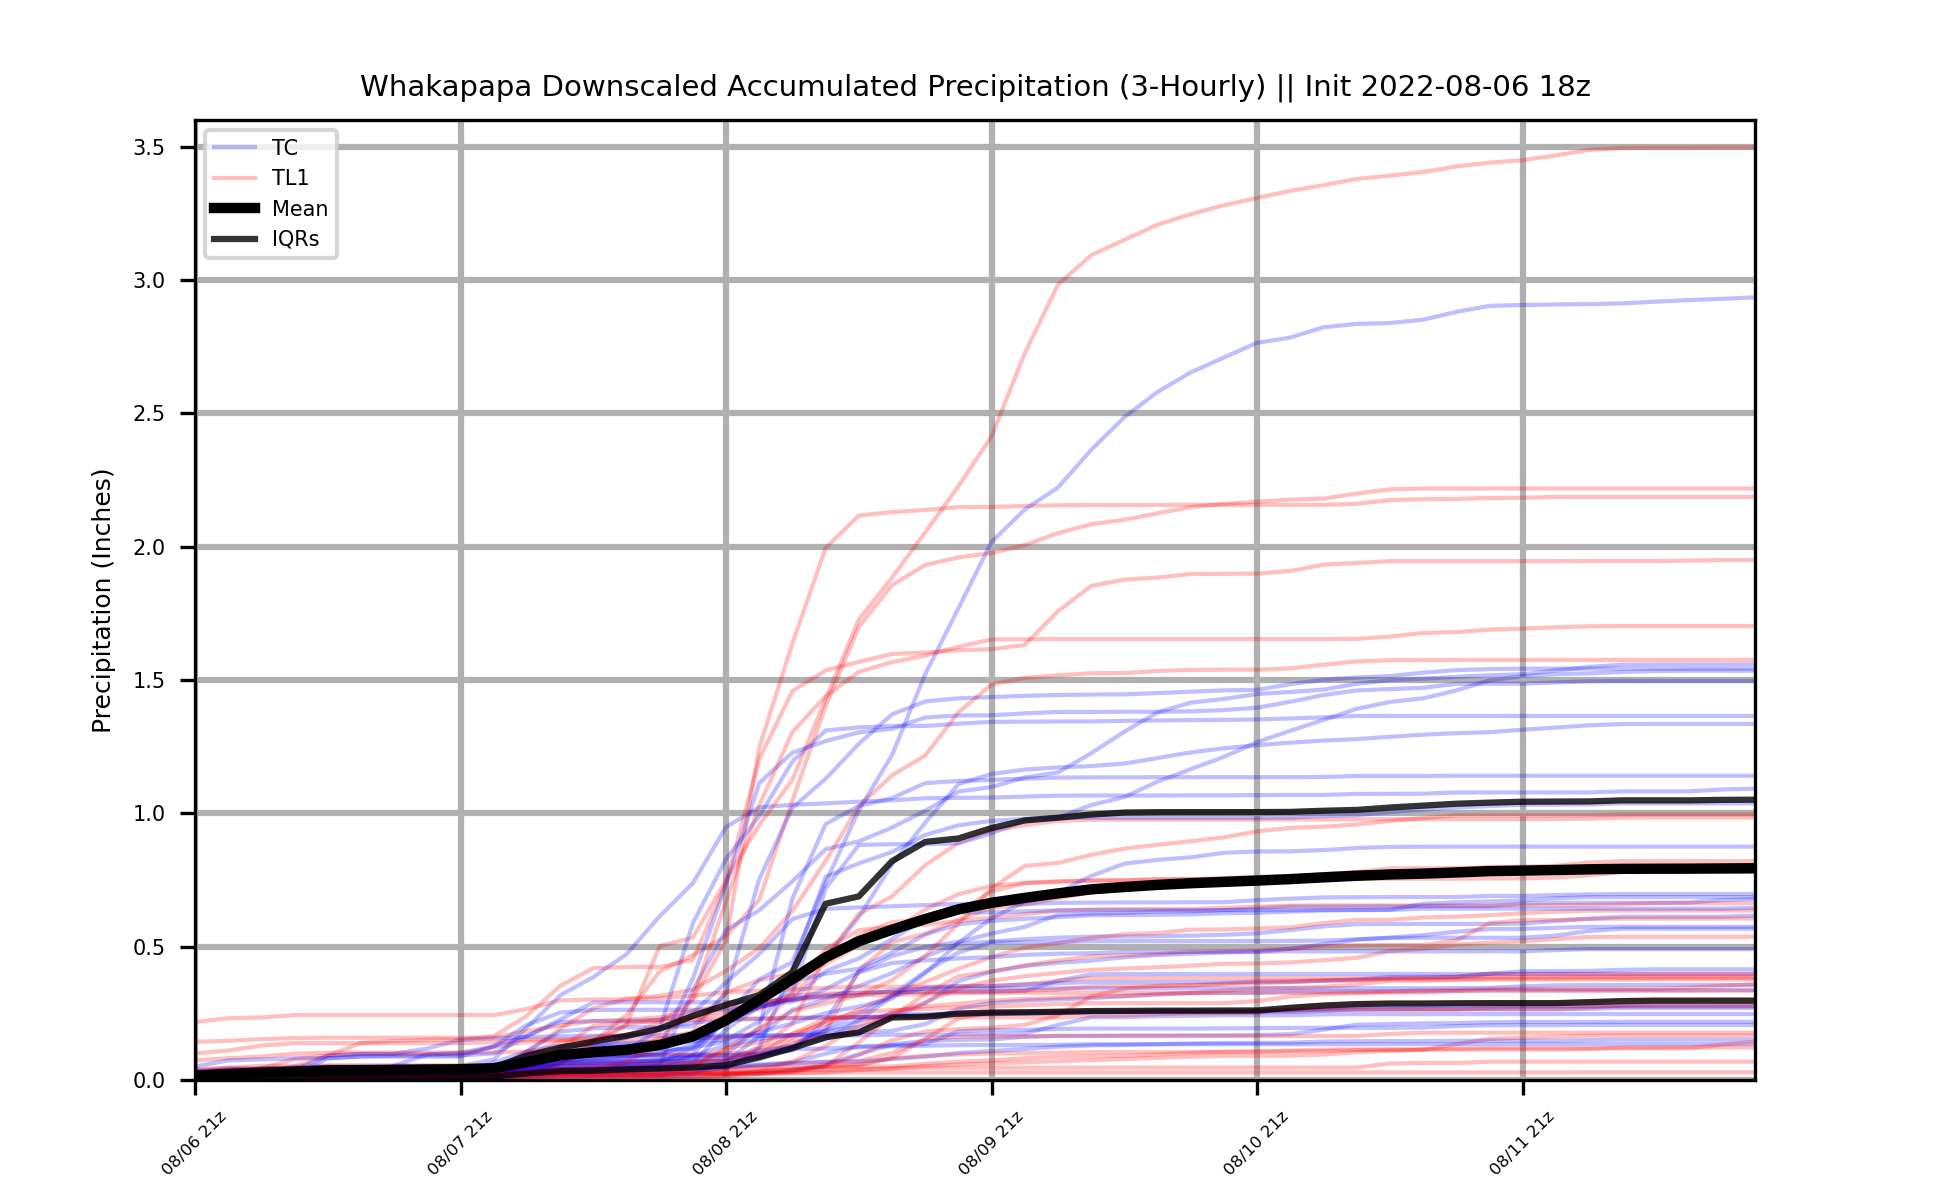 Whakapapa Downscaled Accumulated Precipitation (3-Hourly) || Init 2022-08-06 18z
TC
TL1
Mean
IQRs
Precipitation (Inches)
3.5
3.0
2.5
2.0
1.5
1.0
0.5
0.0
08/06 21z
08/07 21z
08/08 21z
08/09 21z
08/10 21z
08/11 21z